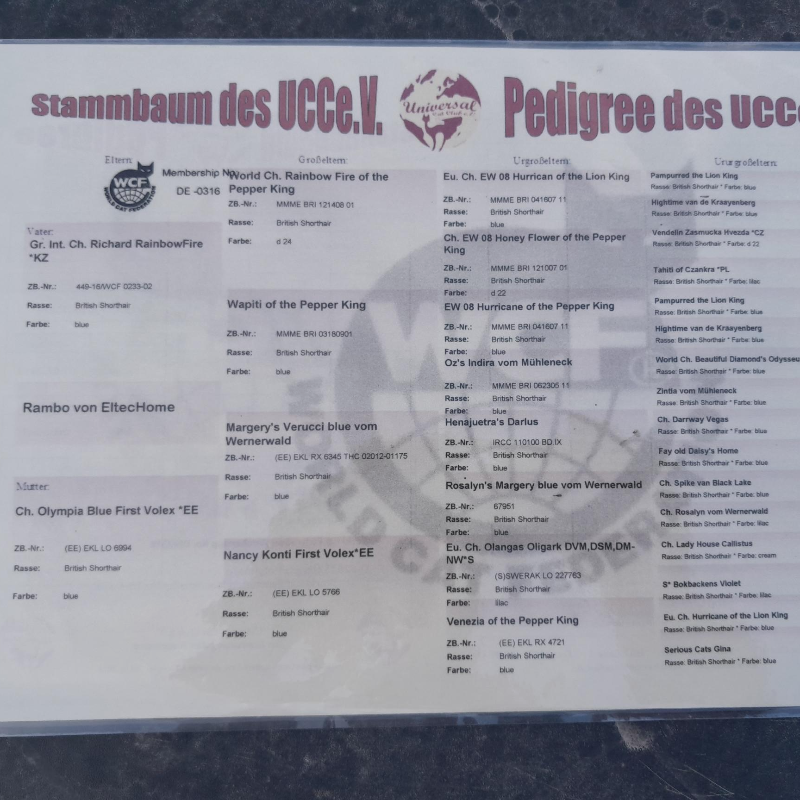 Stammbaum des UCCe.V.
Universal
Cat Club e.V.
Pedigree des UCCe
Eltern:
WCF
WORLD CAT FEDERATION
Membership No
DE -0316
Vater:
Gr. Int. Ch. Richard RainbowFire
*KZ
ZB.-Nr.: 449-16/WCF 0233-02
Rasse: British Shorthair
Farbe: blue
Rambo von EltecHome
Mutter:
Ch. Olympia Blue First Volex *EE
ZB.-Nr.: (EE) EKL LO 6994
Rasse: British Shorthair
Farbe: blue
Großeltern:
World Ch. Rainbow Fire of the
Pepper King
ZB.-Nr.: MMME BRI 121408 01
Rasse: British Shorthair
Farbe: d 24
Wapiti of the Pepper King
ZB.-Nr.: MMME BRI 03180901
Rasse: British Shorthair
Farbe: blue
Margery's Verucci blue vom
Wernerwald
ZB.-Nr.: (EE) EKL RX 6345 THC 02012-01175
Rasse: British Shorthair
Farbe: blue
Nancy Konti First Volex*EE
ZB.-Nr.: (EE) EKL LO 5766
Rasse: British Shorthair
Farbe: blue
Urgroßeltern:
Eu. Ch. EW 08 Hurrican of the Lion King
ZB.-Nr.: MMME BRI 041607 11
Rasse: British Shorthair
Farbe: blue
Ch. EW 08 Honey Flower of the Pepper
King
ZB.-Nr.: MMME BRI 121007 01
Rasse: British Shorthair
Farbe: d 22
EW 08 Hurricane of the Pepper King
ZB.-Nr.: MMME BRI 041607 11
Rasse: British Shorthair
Farbe: blue
Oz's Indira vom Mühleneck
ZB.-Nr.: MMME BRI 062306 11
Rasse: British Shorthair
Farbe: blue
Henajuetra's Darlus
ZB.-Nr.: IRCC 110100 BD.IX
Rasse: British Shorthair
Farbe: blue
Rosalyn's Margery blue vom Wernerwald
ZB.-Nr.: 67951
Rasse: British Shorthair
Farbe: blue
Eu. Ch. Olangas Oligark DVM,DSM,DM-
NW*S
ZB.-Nr.: (S)SWERAK LO 227763
Rasse: British Shorthair
Farbe: lilac
Venezia of the Pepper King
ZB.-Nr.: (EE) EKL RX 4721
Rasse: British Shorthair
Farbe: blue
Ururgroßeltern:
Pampurred the Lion King
Rasse: British Shorthair * Farbe: blue
Hightime van de Kraayenberg
Rasse: British Shorthair * Farbe: blue
Vendelin Zasmucka Hvezda *CZ
Rasse: British Shorthair * Farbe: d 22
Tahiti of Czankra *PL
Rasse: British Shorthair * Farbe: lilac
Pampurred the Lion King
Rasse: British Shorthair * Farbe: blue
Hightime van de Kraayenberg
Rasse: British Shorthair * Farbe: blue
World Ch. Beautiful Diamond's Odysseu
Rasse: British Shorthair * Farbe: blue
Zintia vom Mühleneck
Rasse: British Shorthair * Farbe: blue
Ch. Darrway Vegas
Rasse: British Shorthair * Farbe: blue
Fay old Daisy's Home
Rasse: British Shorthair * Farbe: blue
Ch. Spike van Black Lake
Rasse: British Shorthair * Farbe: blue
Ch. Rosalyn vom Wernerwald
Rasse: British Shorthair * Farbe: lilac
Ch. Lady House Callistus
Rasse: British Shorthair * Farbe: cream
S* Bokbackens Violet
Rasse: British Shorthair * Farbe: lilac
Eu. Ch. Hurricane of the Lion King
Rasse: British Shorthair * Farbe: blue
Serious Cats Gina
Rasse: British Shorthair * Farbe: blue